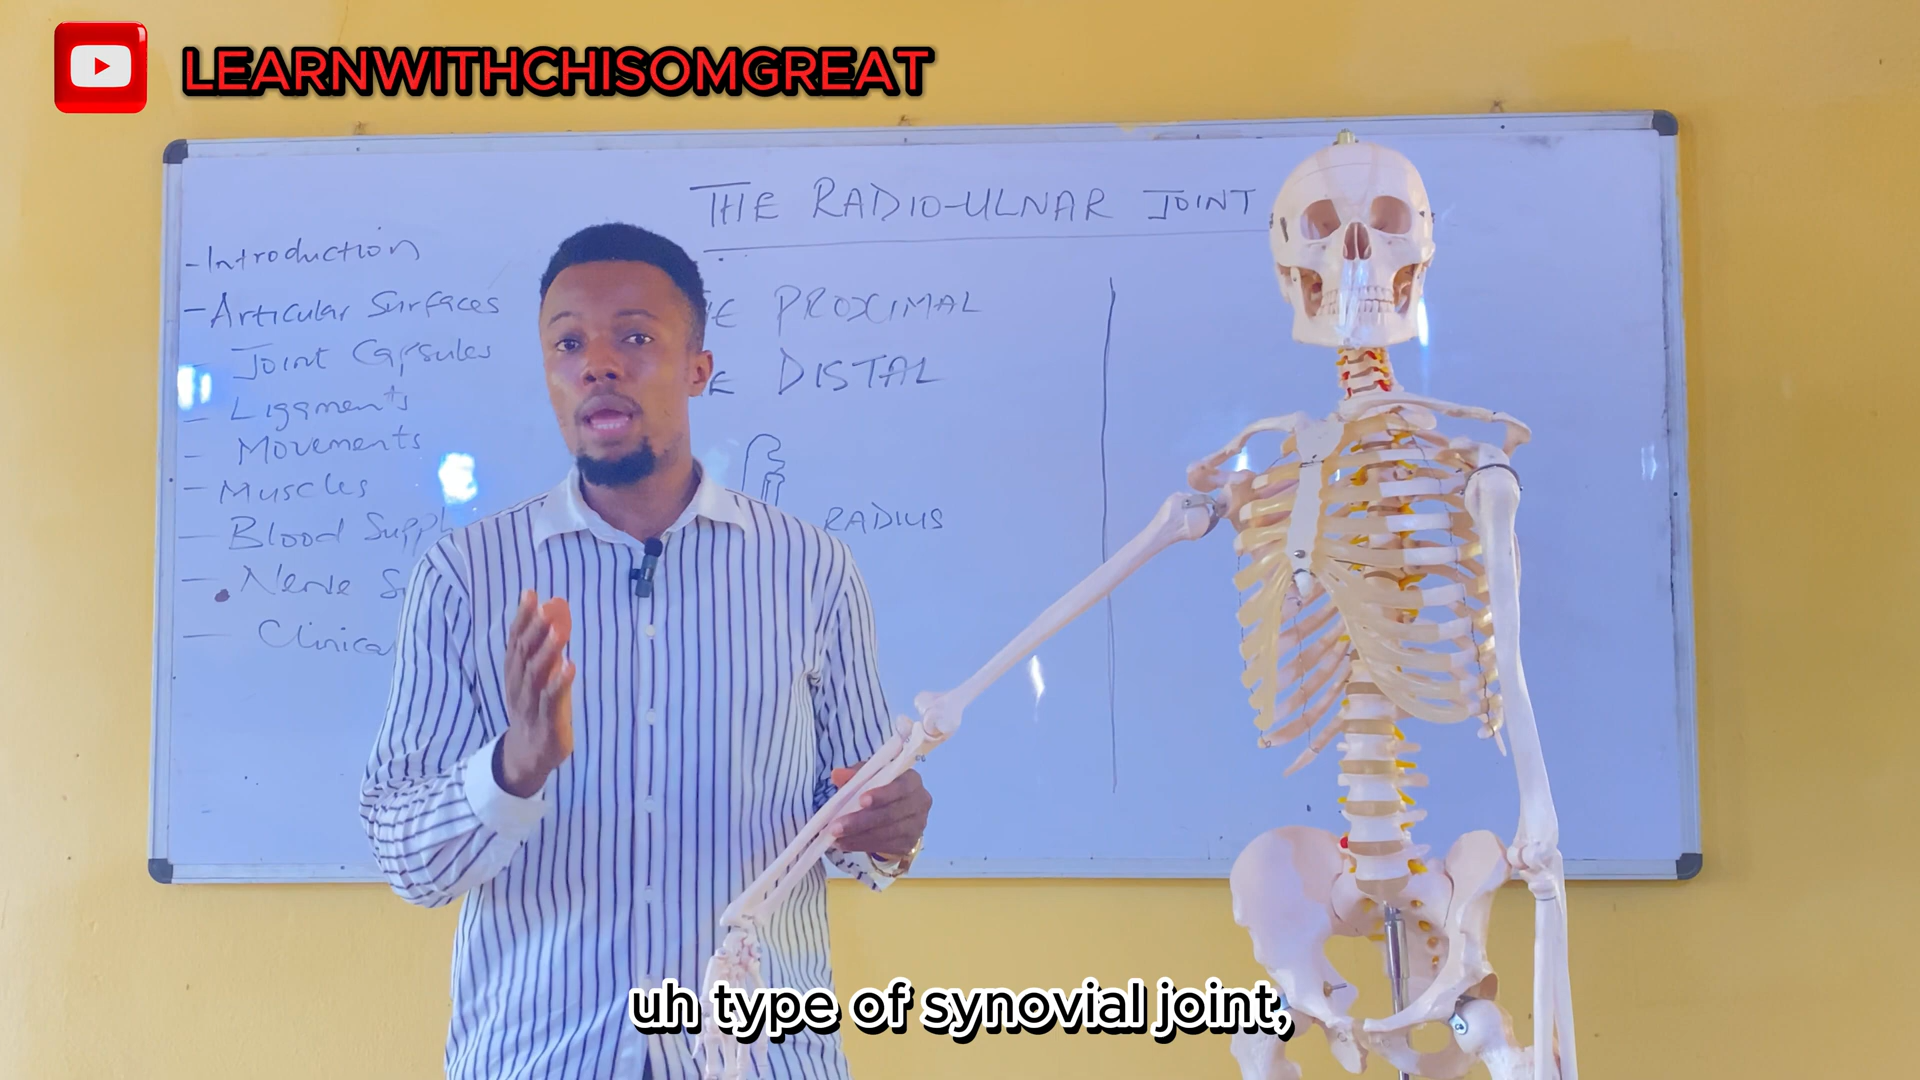 LEARNWITHCHISOMGREAT
THE RADIO-ULNAR JOINT
- Introduction
- Articular Surfaces
- Joint Capsules
- Ligaments
- Movements
- Muscles
- Blood Suppl
- Nerve S
- Clinica
PROXIMAL
DISTAL
RADIUS
uh type of synovial joint,